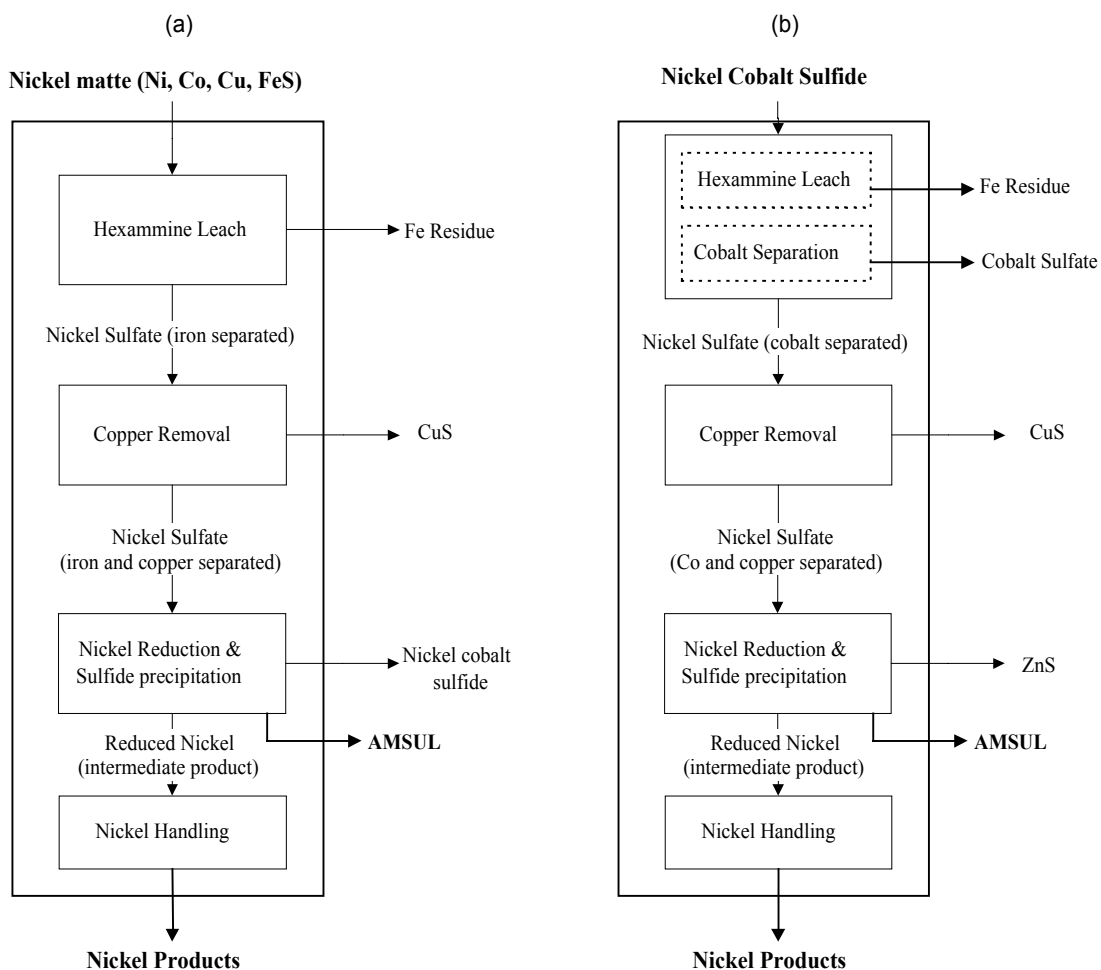 (a)
Nickel matte (Ni, Co, Cu, FeS)
Hexammine Leach
Fe Residue
Nickel Sulfate (iron separated)
Copper Removal
CuS
Nickel Sulfate
(iron and copper separated)
Nickel Reduction &
Sulfide precipitation
Nickel cobalt
sulfide
AMSUL
Reduced Nickel
(intermediate product)
Nickel Handling
Nickel Products
(b)
Nickel Cobalt Sulfide
Hexammine Leach
Fe Residue
Cobalt Separation
Cobalt Sulfate
Nickel Sulfate (cobalt separated)
Copper Removal
CuS
Nickel Sulfate
(Co and copper separated)
Nickel Reduction &
Sulfide precipitation
ZnS
AMSUL
Reduced Nickel
(intermediate product)
Nickel Handling
Nickel Products